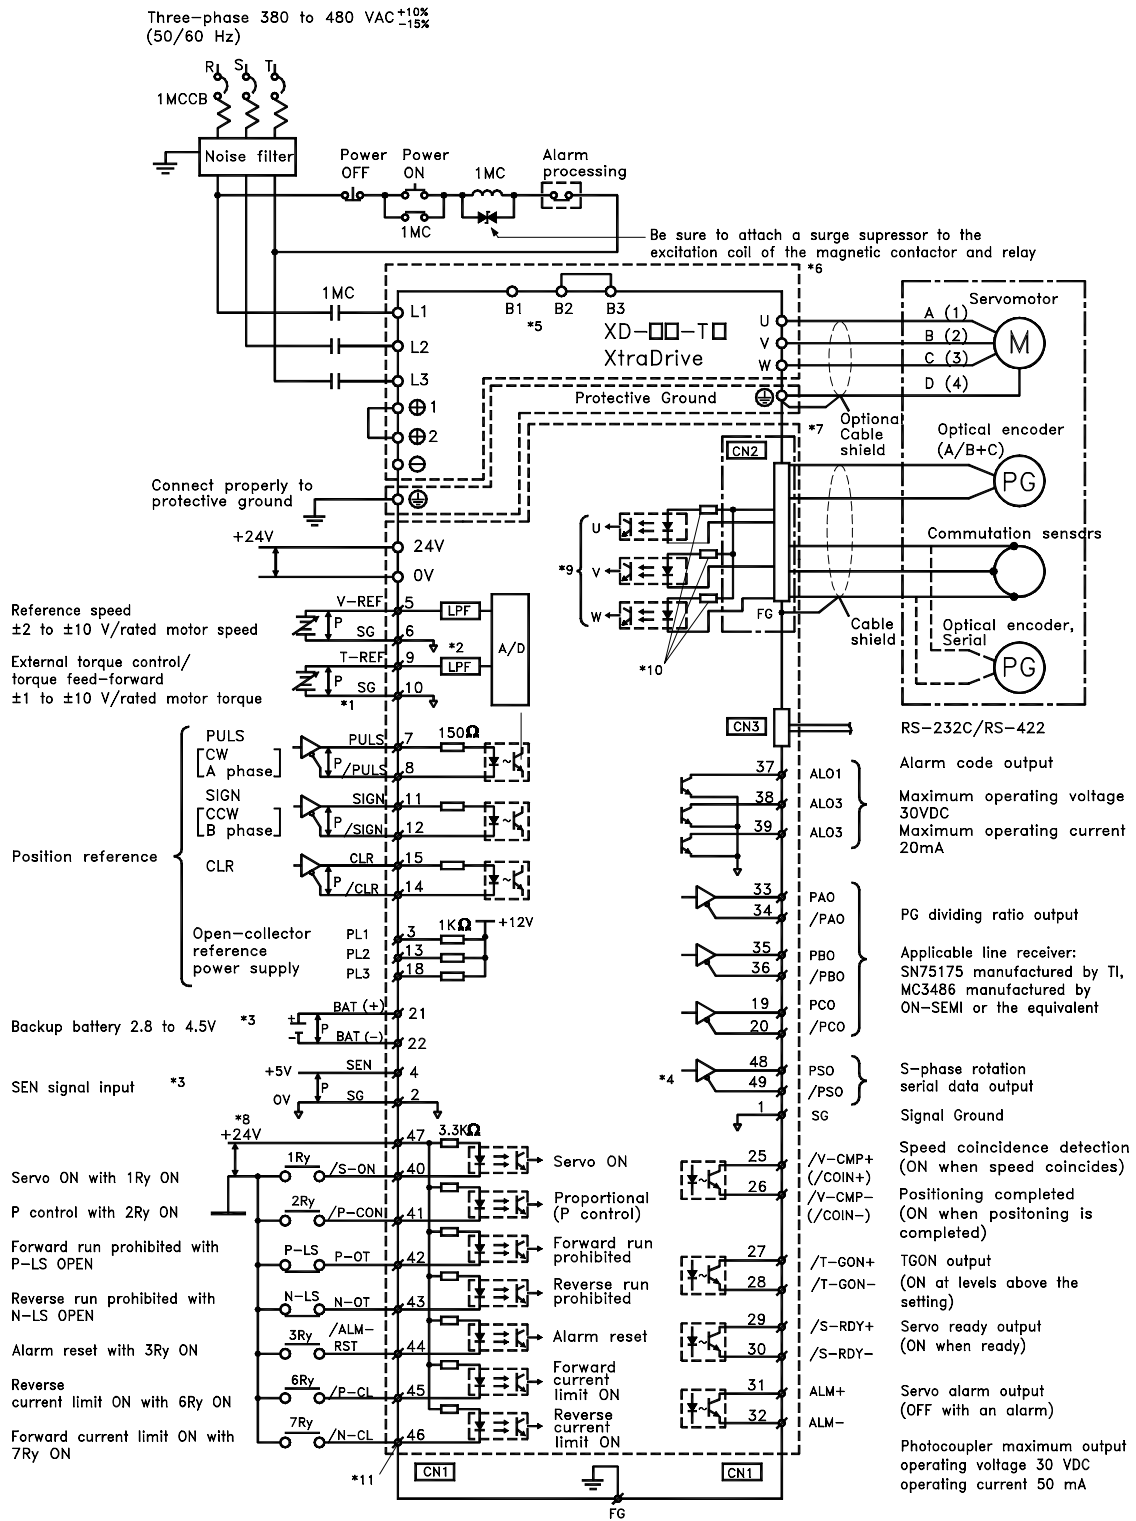 Three-phase 380 to 480 VAC +10% -15%
(50/60 Hz)
R S T
1MCCB
Noise filter
Power OFF
Power ON
1MC
Alarm processing
1MC
Be sure to attach a surge supressor to the
excitation coil of the magnetic contactor and relay
*6
1MC
L1
L2
L3
⊕ 1
⊕ 2
⊖
B1 B2 B3
*5
XD-□□-T□
XtraDrive
U
V
W
Servomotor
A (1)
B (2)
C (3)
D (4)
M
Protective Ground
Optiona
Cable
shield
*7
Connect properly to
protective ground
+24V
24V
0V
CN2
Optical encoder
(A/B+C)
PG
Commutation sensors
*9
U
V
W
*10
FG
Cable
shield
Optical encoder,
Serial
PG
Reference speed
±2 to ±10 V/rated motor speed
V-REF 5
P
SG 6
LPF
*2
A/D
External torque control/
torque feed-forward
±1 to ±10 V/rated motor torque
T-REF 9
P
SG 10
LPF
*1
CN3
RS-232C/RS-422
Position reference
PULS
CW
A phase
PULS 7
P
/PULS 8
150Ω
SIGN
CCW
B phase
SIGN 11
P
/SIGN 12
CLR
CLR 15
P
/CLR 14
Open-collector
reference
power supply
PL1 3
PL2 13
PL3 18
1KΩ
+12V
37 ALO1
38 ALO3
39 ALO3
Alarm code output
Maximum operating voltage
30VDC
Maximum operating current
20mA
33 PAO
34 /PAO
35 PBO
36 /PBO
19 PCO
20 /PCO
PG dividing ratio output
Applicable line receiver:
SN75175 manufactured by TI,
MC3486 manufactured by
ON-SEMI or the equivalent
Backup battery 2.8 to 4.5V
*3
+
-
BAT (+) 21
P
BAT (-) 22
SEN signal input
*3
+5V
SEN 4
P
0V
SG 2
*4
48 PSO
49 /PSO
S-phase rotation
serial data output
1 SG
Signal Ground
*8
+24V
47
3.3KΩ
Servo ON with 1Ry ON
1Ry
/S-ON 40
Servo ON
P control with 2Ry ON
2Ry
/P-CON 41
Proportional
(P control)
Forward run prohibited with
P-LS OPEN
P-LS
P-OT 42
Forward run
prohibited
Reverse run prohibited with
N-LS OPEN
N-LS
N-OT 43
Reverse run
prohibited
Alarm reset with 3Ry ON
3Ry
/ALM-
RST 44
Alarm reset
Reverse
current limit ON with 6Ry ON
6Ry
/P-CL 45
Forward
current
limit ON
Forward current limit ON with
7Ry ON
7Ry
/N-CL 46
Reverse
current
limit ON
*11
25 /V-CMP+
(/COIN+)
26 /V-CMP-
(/COIN-)
Speed coincidence detection
(ON when speed coincides)
Positioning completed
(ON when positoning is
completed)
27 /T-GON+
28 /T-GON-
TGON output
(ON at levels above the
setting)
29 /S-RDY+
30 /S-RDY-
Servo ready output
(ON when ready)
31 ALM+
32 ALM-
Servo alarm output
(OFF with an alarm)
Photocoupler maximum output
operating voltage 30 VDC
operating current 50 mA
CN1
CN1
FG